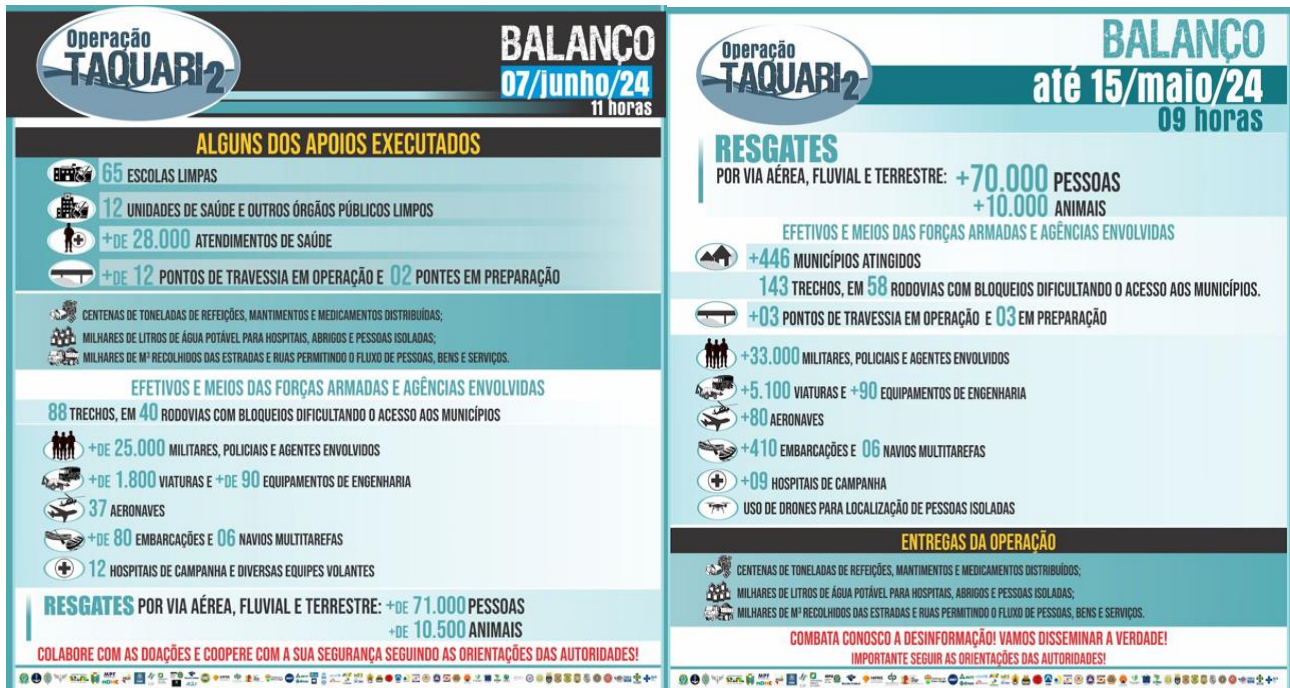 Operação
TAQUARI2
BALANÇO
07/junho/24
11 horas
ALGUNS DOS APOIOS EXECUTADOS
65 ESCOLAS LIMPAS
12 UNIDADES DE SAÚDE E OUTROS ÓRGÃOS PÚBLICOS LIMPOS
+DE 28.000 ATENDIMENTOS DE SAÚDE
+DE 12 PONTOS DE TRAVESSIA EM OPERAÇÃO E 02 PONTES EM PREPARAÇÃO
CENTENAS DE TONELADAS DE REFEIÇÕES, MANTIMENTOS E MEDICAMENTOS DISTRIBUÍDAS;
MILHARES DE LITROS DE ÁGUA POTÁVEL PARA HOSPITAIS, ABRIGOS E PESSOAS ISOLADAS;
MILHARES DE M³ RECOLHIDOS DAS ESTRADAS E RUAS PERMITINDO O FLUXO DE PESSOAS, BENS E SERVIÇOS.
EFETIVOS E MEIOS DAS FORÇAS ARMADAS E AGÊNCIAS ENVOLVIDAS
88 TRECHOS, EM 40 RODOVIAS COM BLOQUEIOS DIFICULTANDO O ACESSO AOS MUNICÍPIOS
+DE 25.000 MILITARES, POLICIAIS E AGENTES ENVOLVIDOS
+DE 1.800 VIATURAS E +DE 90 EQUIPAMENTOS DE ENGENHARIA
37 AERONAVES
+DE 80 EMBARCAÇÕES E 06 NAVIOS MULTITAREFAS
12 HOSPITAIS DE CAMPANHA E DIVERSAS EQUIPES VOLANTES
RESGATES POR VIA AÉREA, FLUVIAL E TERRESTRE: +DE 71.000 PESSOAS
+DE 10.500 ANIMAIS
COLABORE COM AS DOAÇÕES E COOPERE COM A SUA SEGURANÇA SEGUINDO AS ORIENTAÇÕES DAS AUTORIDADES!
MPF
Operação
TAQUARI2
BALANÇO
até 15/maio/24
09 horas
RESGATES
POR VIA AÉREA, FLUVIAL E TERRESTRE: +70.000 PESSOAS
+10.000 ANIMAIS
EFETIVOS E MEIOS DAS FORÇAS ARMADAS E AGÊNCIAS ENVOLVIDAS
+446 MUNICÍPIOS ATINGIDOS
143 TRECHOS, EM 58 RODOVIAS COM BLOQUEIOS DIFICULTANDO O ACESSO AOS MUNICÍPIOS.
+03 PONTOS DE TRAVESSIA EM OPERAÇÃO E 03 EM PREPARAÇÃO
+33.000 MILITARES, POLICIAIS E AGENTES ENVOLVIDOS
+5.100 VIATURAS E +90 EQUIPAMENTOS DE ENGENHARIA
+80 AERONAVES
+410 EMBARCAÇÕES E 06 NAVIOS MULTITAREFAS
+09 HOSPITAIS DE CAMPANHA
USO DE DRONES PARA LOCALIZAÇÃO DE PESSOAS ISOLADAS
ENTREGAS DA OPERAÇÃO
CENTENAS DE TONELADAS DE REFEIÇÕES, MANTIMENTOS E MEDICAMENTOS DISTRIBUÍDOS;
MILHARES DE LITROS DE ÁGUA POTÁVEL PARA HOSPITAIS, ABRIGOS E PESSOAS ISOLADAS;
MILHARES DE M³ RECOLHIDOS DAS ESTRADAS E RUAS PERMITINDO O FLUXO DE PESSOAS, BENS E SERVIÇOS.
COMBATA CONOSCO A DESINFORMAÇÃO! VAMOS DISSEMINAR A VERDADE!
IMPORTANTE SEGUIR AS ORIENTAÇÕES DAS AUTORIDADES!
MPF